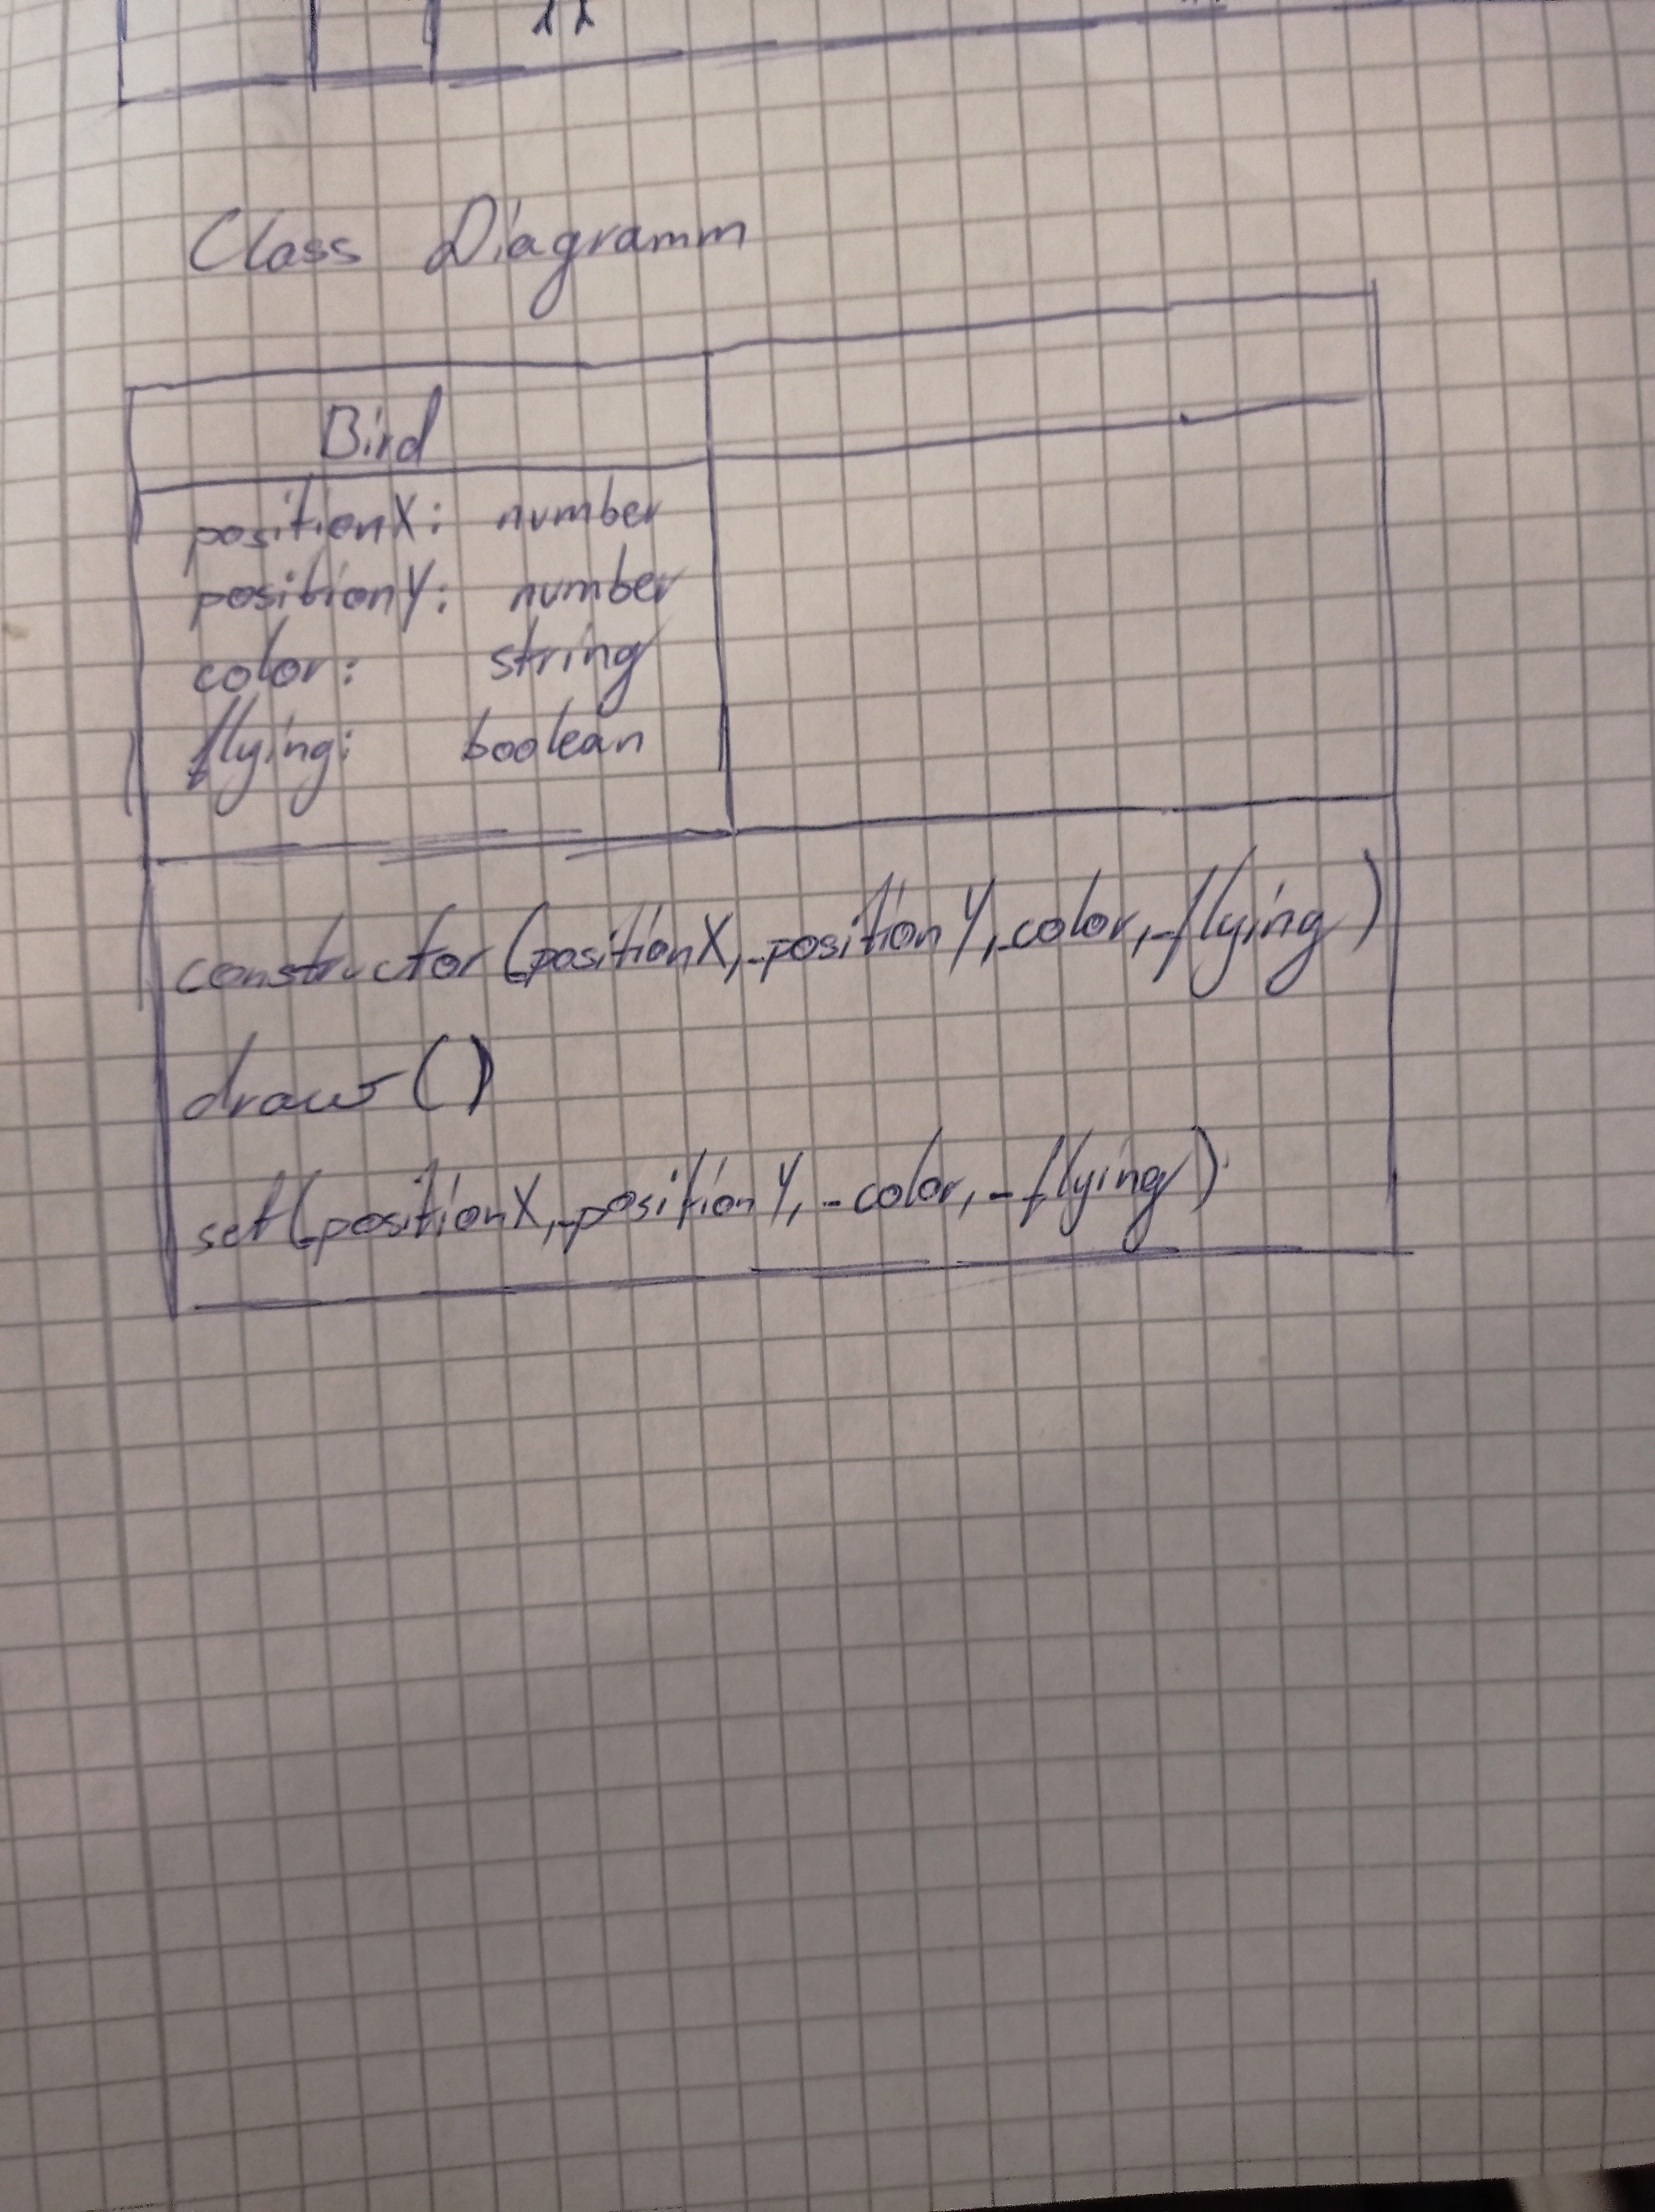 Class Diagramm
Bird
positionX: number
positionY: number
color: string
flying: boolean
constructor(_positionX, _positionY, _color, _flying)
draw()
set(_positionX, _positionY, _color, _flying)